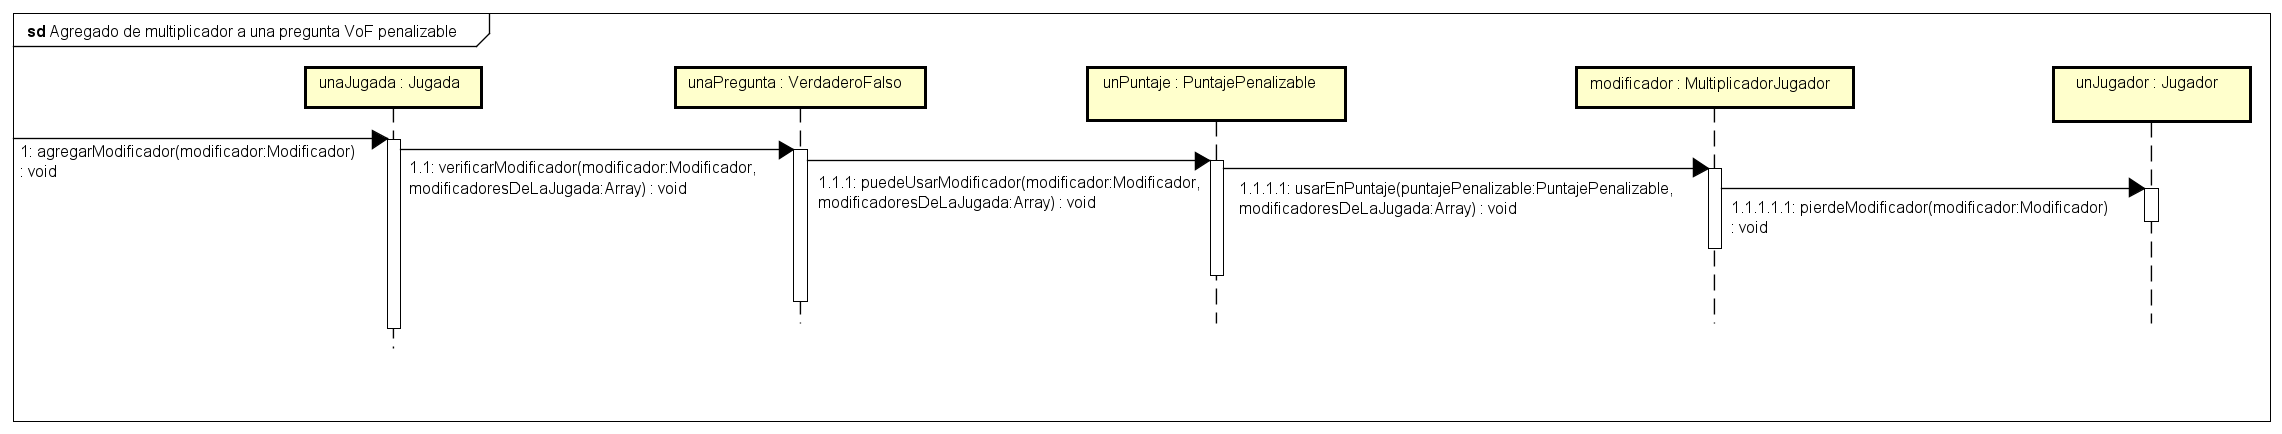 sd Agregado de multiplicador a una pregunta VoF penalizable
unaJugada : Jugada
unaPregunta : VerdaderoFalso
unPuntaje : PuntajePenalizable
modificador : MultiplicadorJugador
unJugador : Jugador
1: agregarModificador(modificador:Modificador)
: void
1.1: verificarModificador(modificador:Modificador,
modificadoresDeLaJugada:Array) : void
1.1.1: puedeUsarModificador(modificador:Modificador,
modificadoresDeLaJugada:Array) : void
1.1.1.1: usarEnPuntaje(puntajePenalizable:PuntajePenalizable,
modificadoresDeLaJugada:Array) : void
1.1.1.1.1: pierdeModificador(modificador:Modificador)
: void